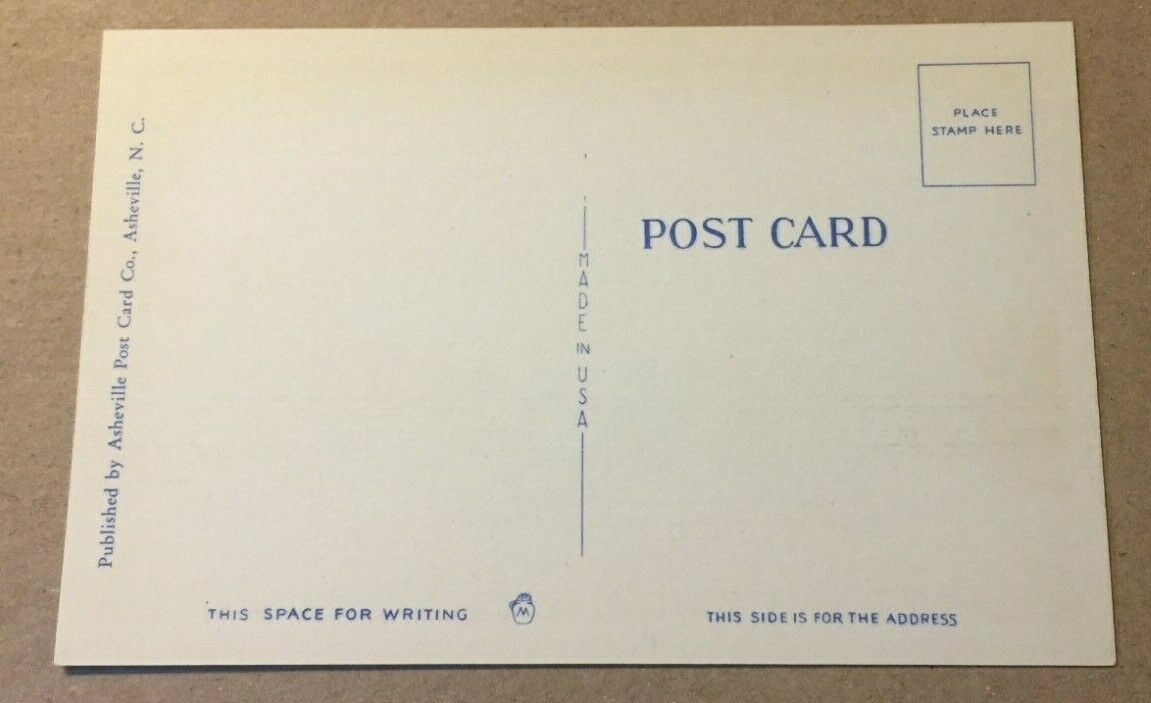 PLACE
STAMP HERE
Published by Asheville Post Card Co., Asheville, N. C.
POST CARD
MADE IN USA
THIS SPACE FOR WRITING
W
THIS SIDE IS FOR THE ADDRESS